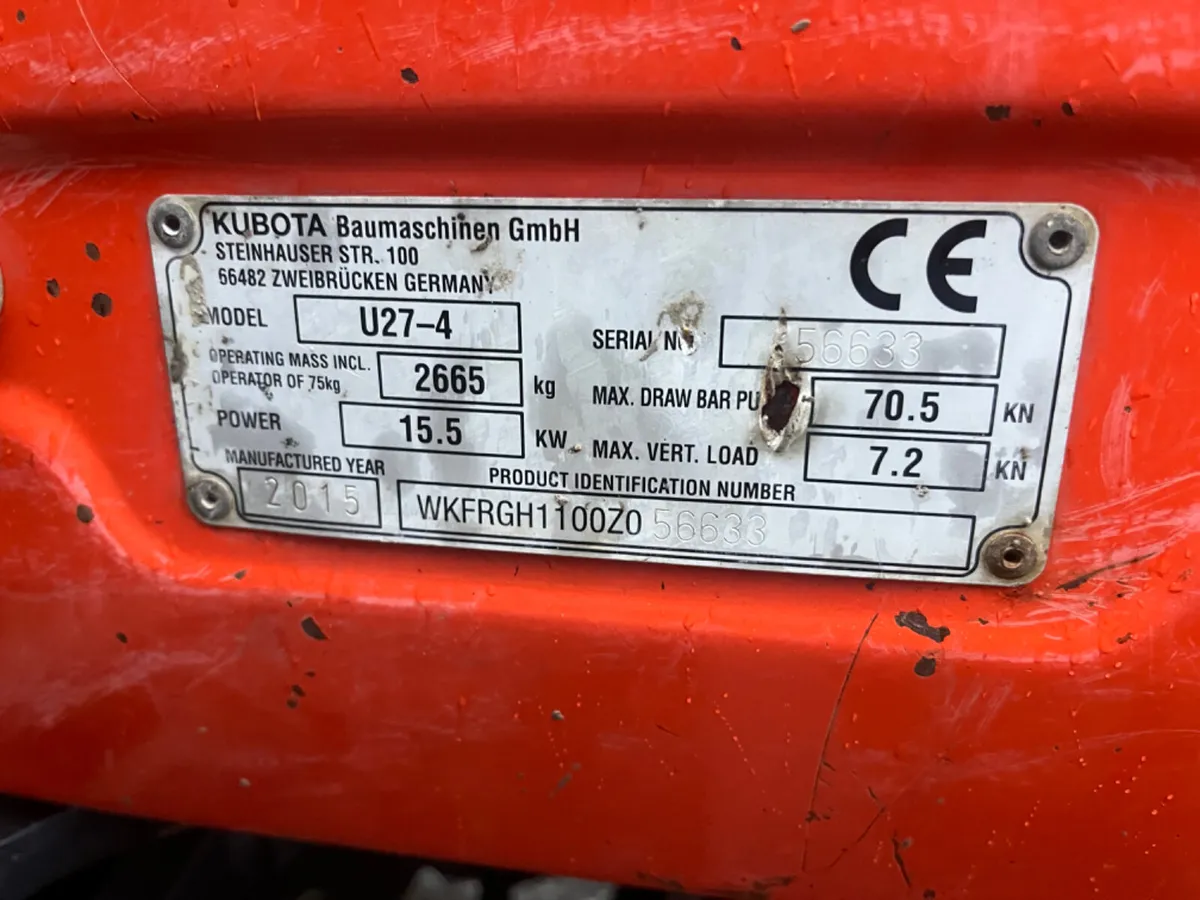 KUBOTA Baumaschinen GmbH
STEINHAUSER STR. 100
66482 ZWEIBRÜCKEN GERMANY
CE
MODEL U27-4
SERIAL No 56633
OPERATING MASS INCL.
OPERATOR OF 75kg 2665 kg
MAX. DRAW BAR PU 70.5 KN
POWER 15.5 KW
MAX. VERT. LOAD 7.2 KN
MANUFACTURED YEAR
2015
PRODUCT IDENTIFICATION NUMBER
WKFRGH1100Z056633